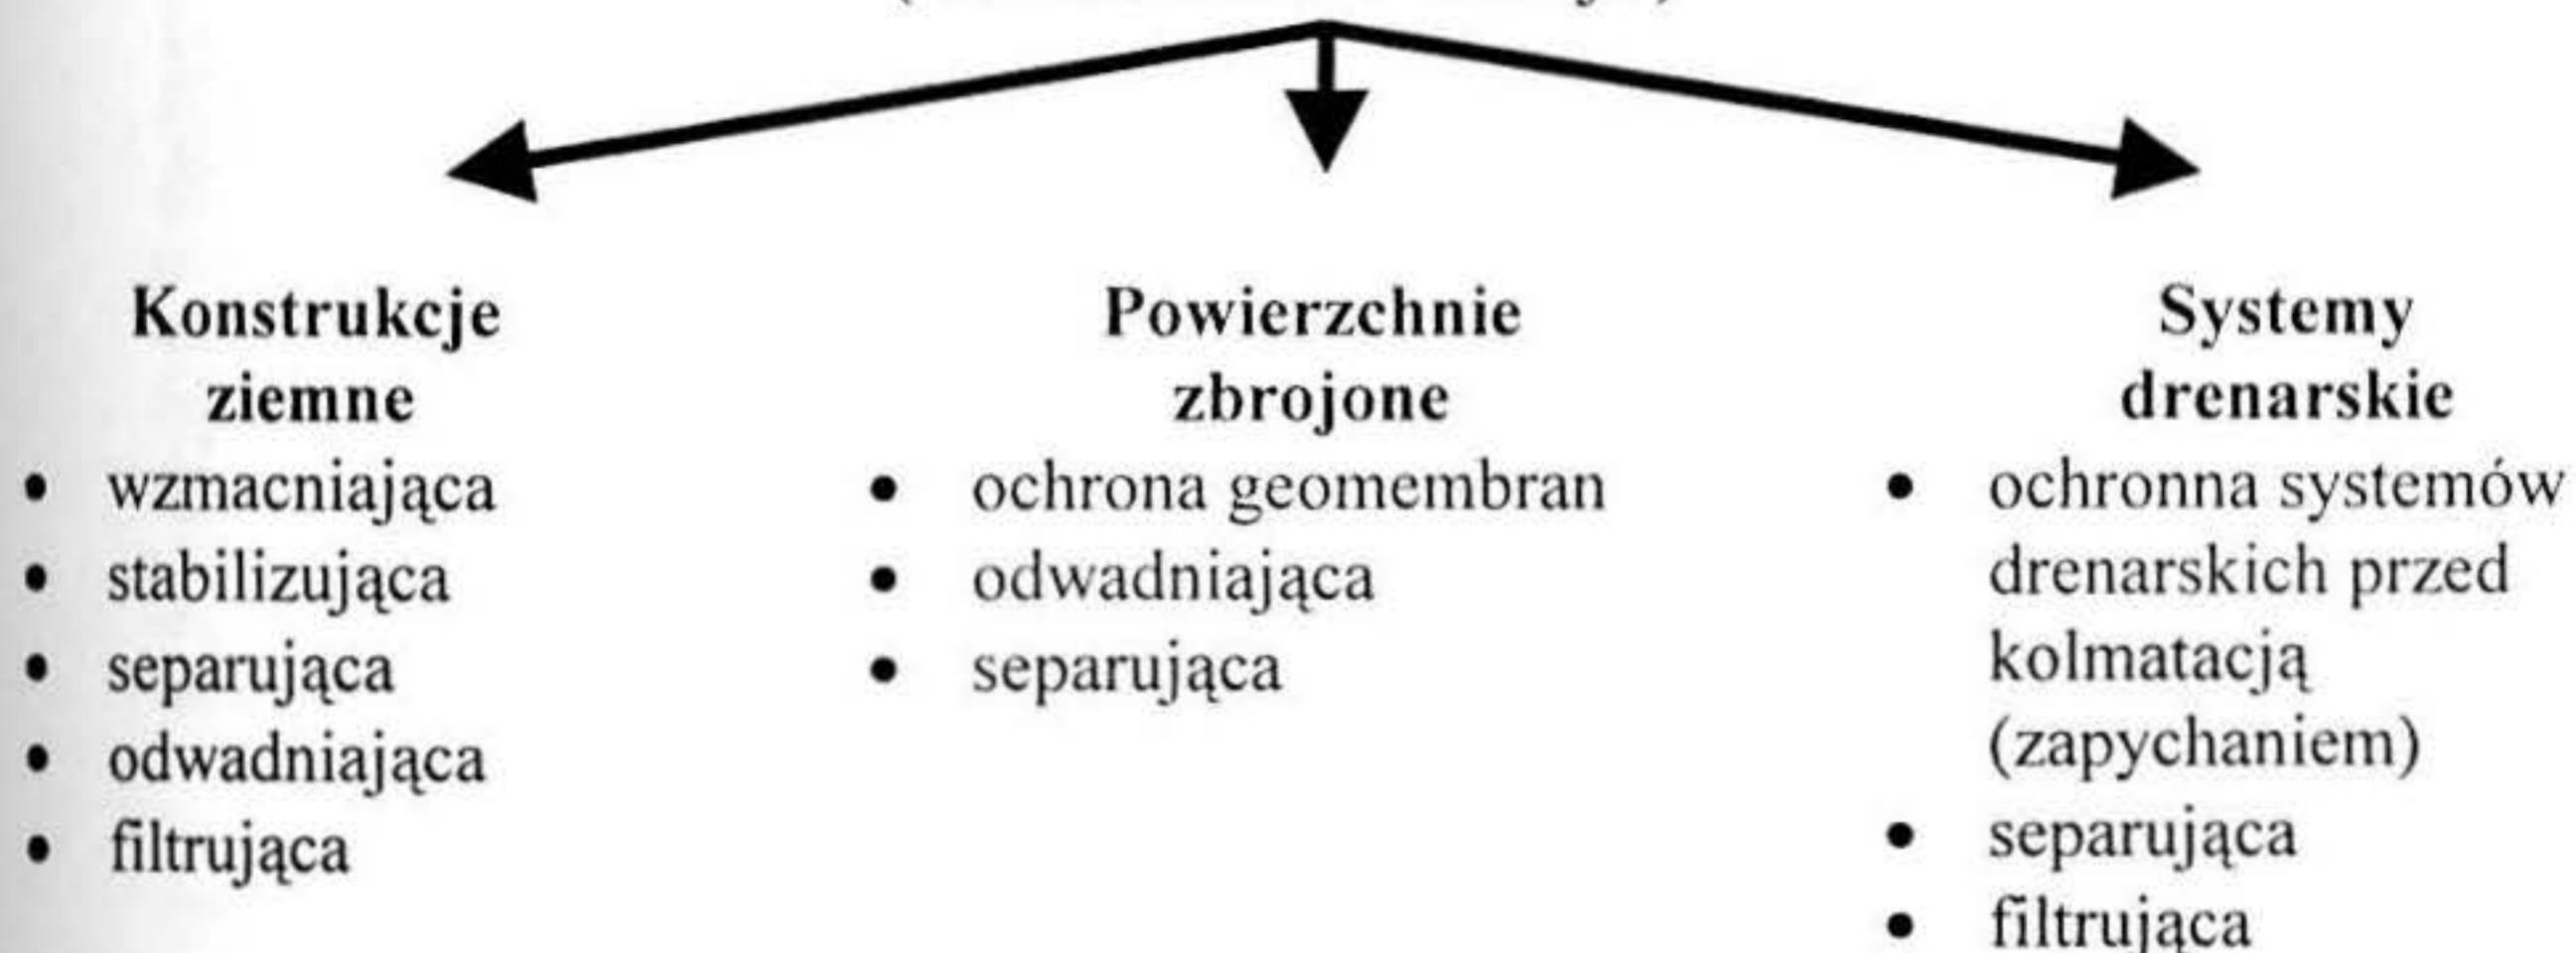 Konstrukcje
ziemne
• wzmacniająca
• stabilizująca
• separująca
• odwadniająca
• filtrująca
Powierzchnie
zbrojone
• ochrona geomembran
• odwadniająca
• separująca
Systemy
drenarskie
• ochronna systemów
drenarskich przed
kolmatacją
(zapychaniem)
• separująca
• filtrująca